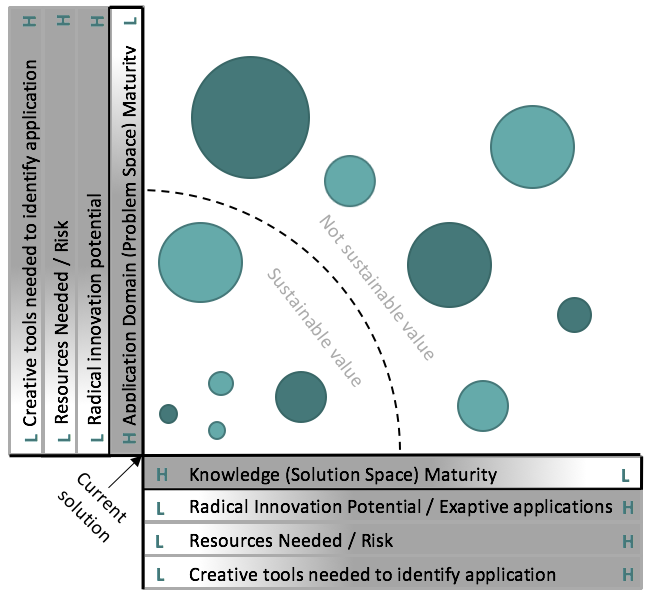 H
Creative tools needed to identify application
L
H
Resources Needed / Risk
L
H
Radical innovation potential
L
L
Application Domain (Problem Space) Maturity
H
Not sustainable value
Sustainable value
Current
solution
H Knowledge (Solution Space) Maturity L
L Radical Innovation Potential / Exaptive applications H
L Resources Needed / Risk H
L Creative tools needed to identify application H